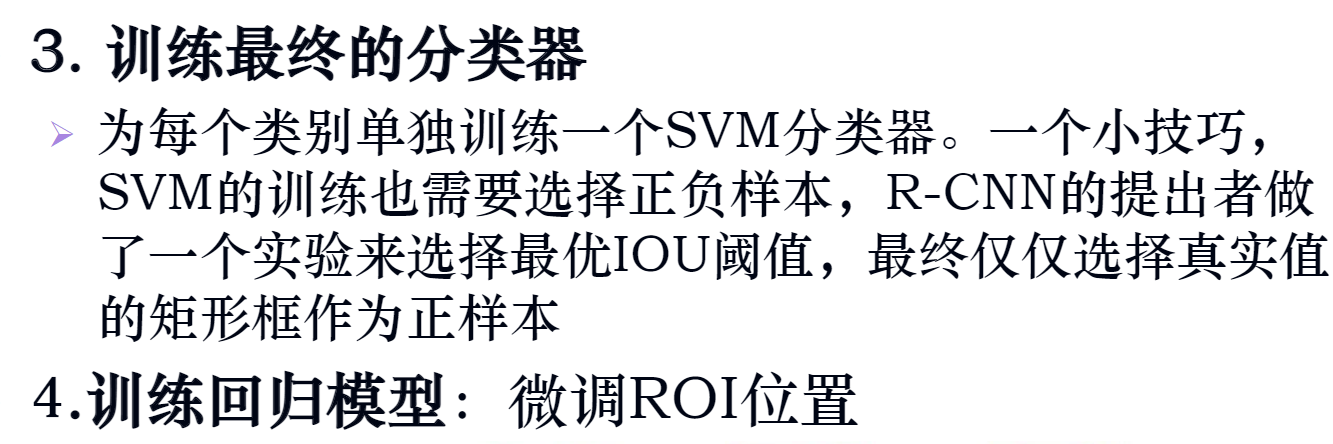 3. 训练最终的分类器
为每个类别单独训练一个SVM分类器。一个小技巧，
SVM的训练也需要选择正负样本，R-CNN的提出者做
了一个实验来选择最优IOU阈值，最终仅仅选择真实值
的矩形框作为正样本
4.训练回归模型：微调ROI位置